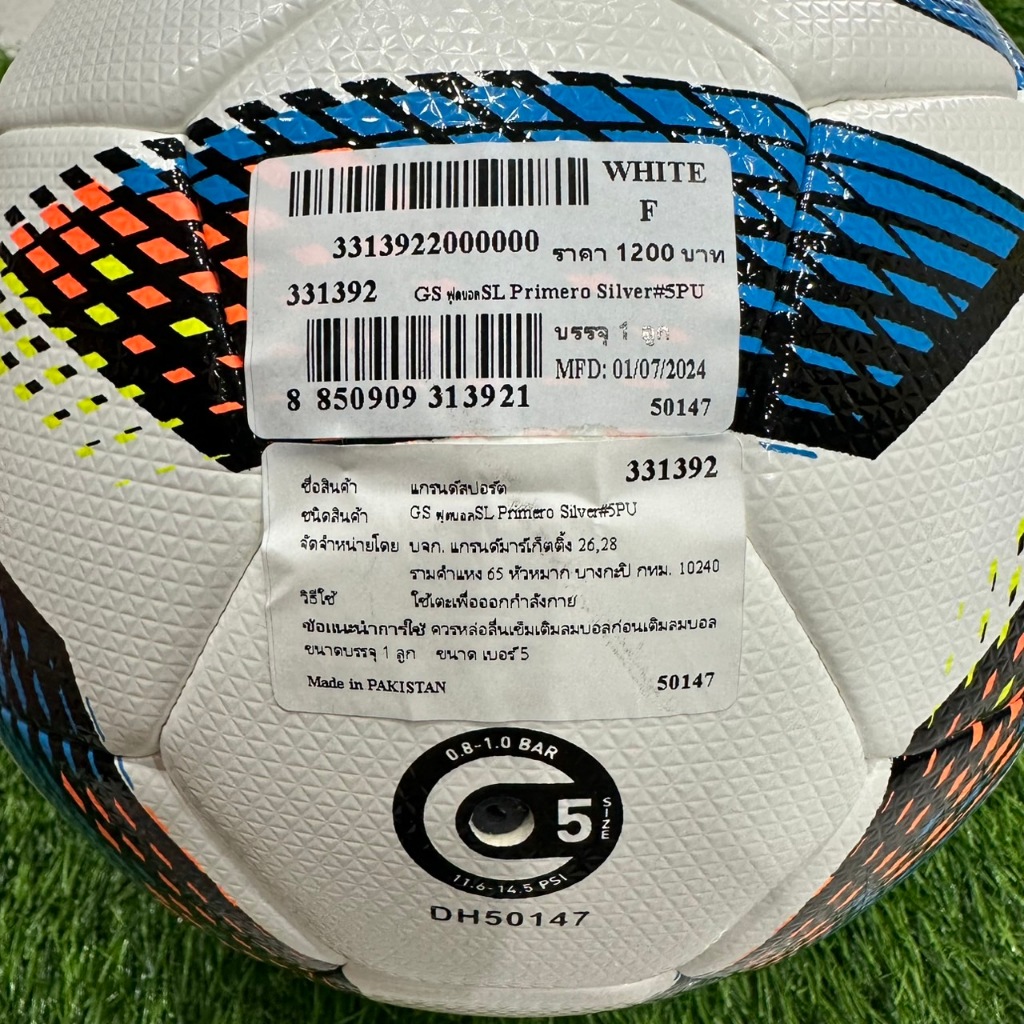 WHITE
F
3313922000000 ราคา 1200 บาท
331392 GS ฟุตบอลSL Primero Silver#5PU
บรรจุ 1 ลูก
MFD: 01/07/2024
8 850909 313921
50147
331392
ชื่อสินค้า แกรนด์สปอร์ต
ชนิดสินค้า GS ฟุตบอลSL Primero Silver#5PU
จัดจำหน่ายโดย บจก. แกรนด์มาร์เก็ตติ้ง 26,28
รามคำแหง 65 หัวหมาก บางกะปิ กทม. 10240
วิธีใช้ ใช้เตะเพื่อออกกำลังกาย
ข้อแนะนำการใช้ ควรหล่อลื่นเข็มเติมลมบอลก่อนเติมลมบอล
ขนาดบรรจุ 1 ลูก ขนาด เบอร์ 5
Made in PAKISTAN 50147
0.8-1.0 BAR
5 SIZE
11.6-14.5 PSI
DH50147